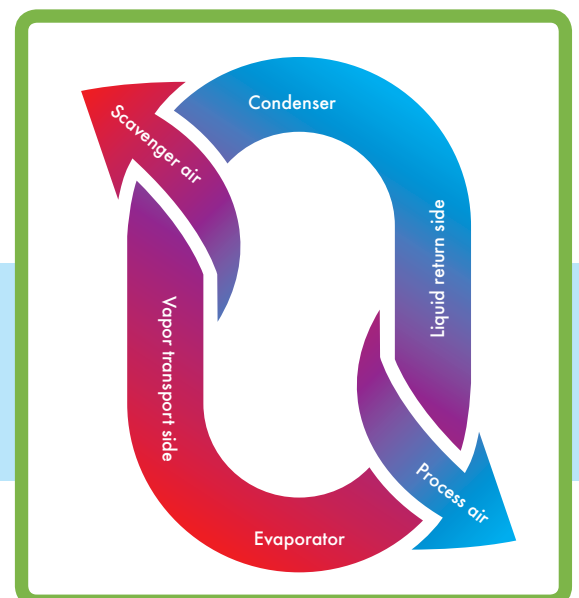 Condenser
Scavenger air
Liquid return side
Vapor transport side
Process air
Evaporator